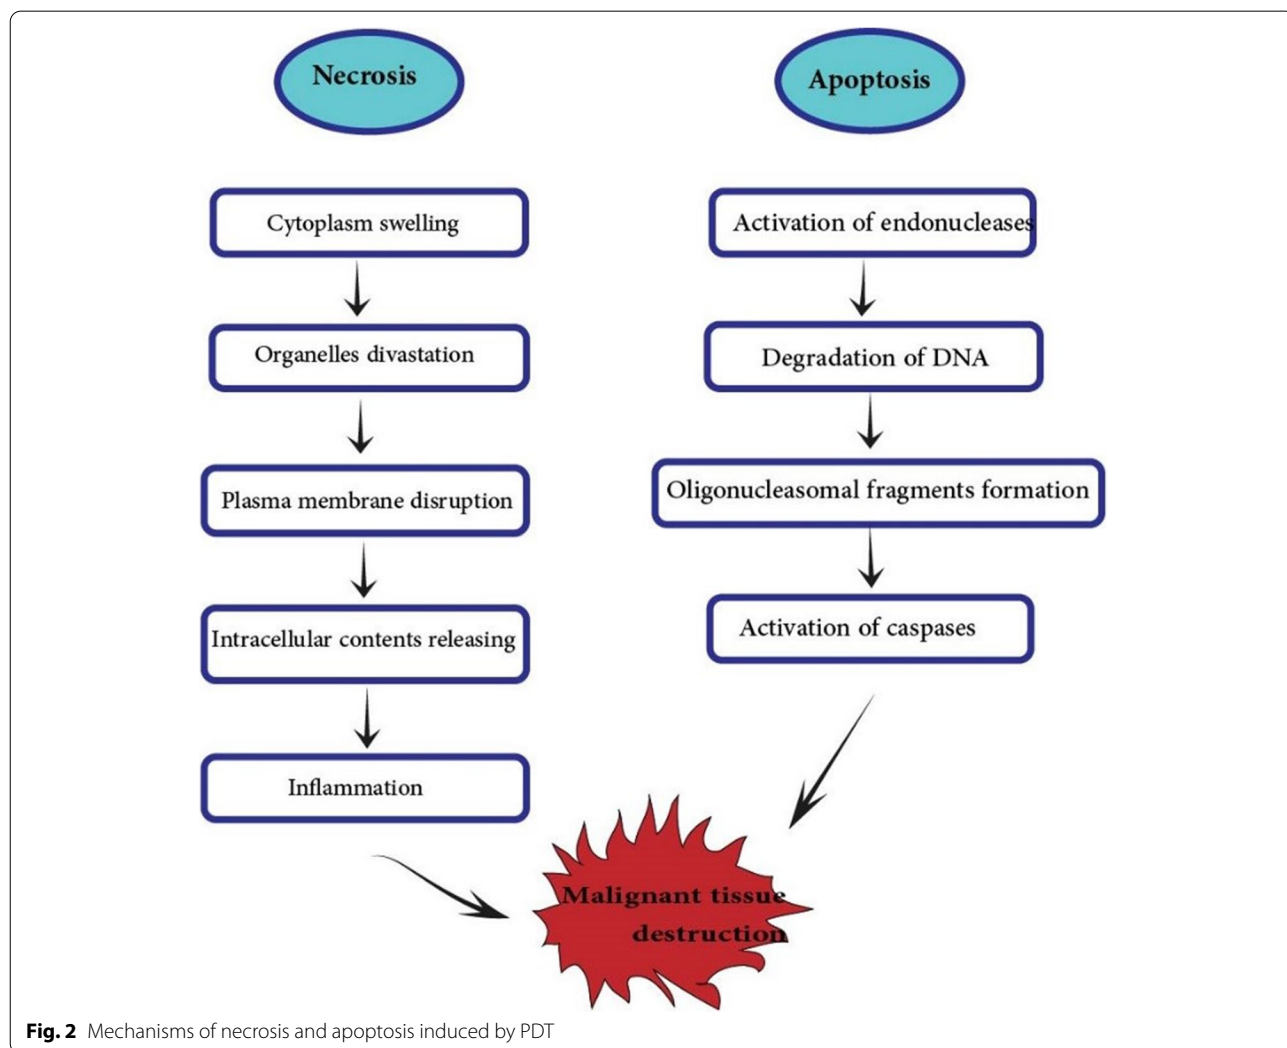 Necrosis
Cytoplasm swelling
Organelles divastation
Plasma membrane disruption
Intracellular contents releasing
Inflammation
Apoptosis
Activation of endonucleases
Degradation of DNA
Oligonucleasomal fragments formation
Activation of caspases
Malignant tissue
destruction
Fig. 2 Mechanisms of necrosis and apoptosis induced by PDT